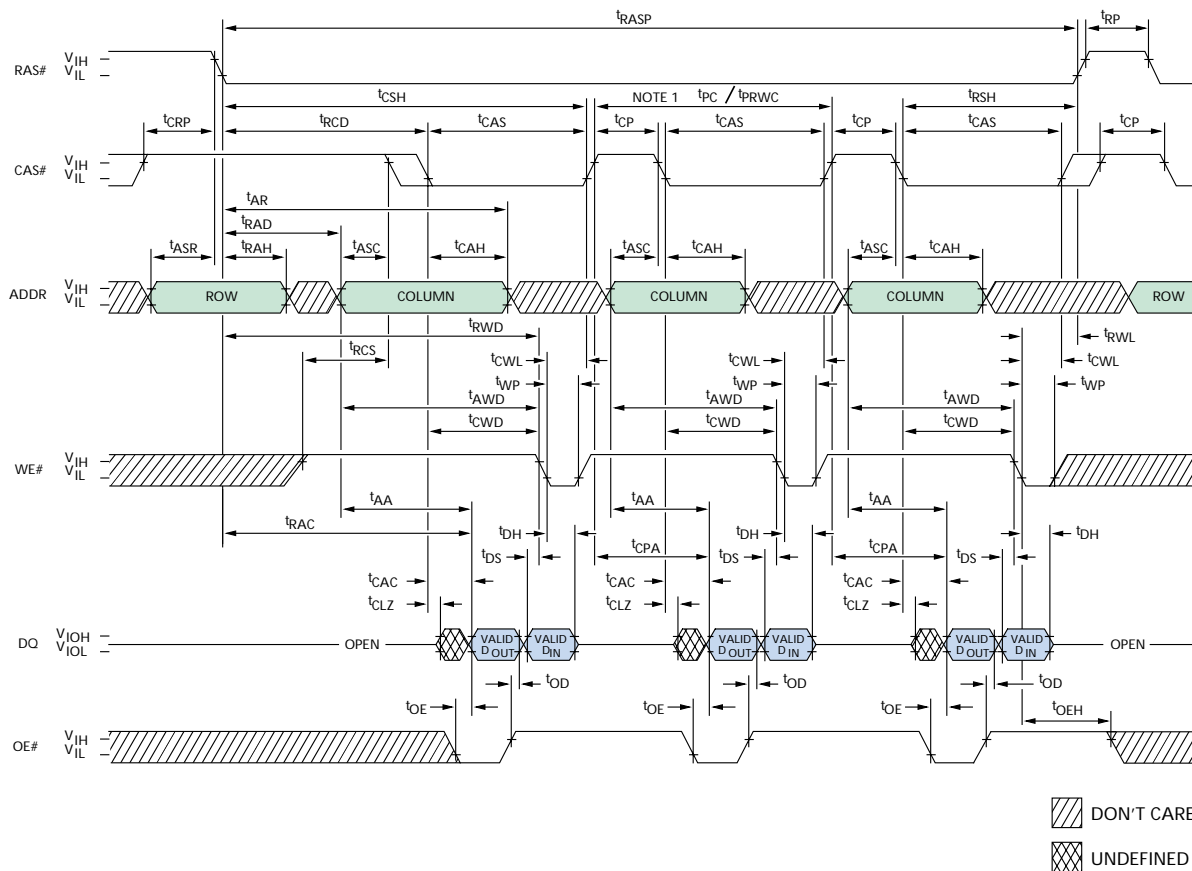 tRASP tRP
RAS# VIH VIL
tCSH NOTE 1 tPC / tPRWC tRSH
tCRP tRCD tCAS tCP tCAS tCP tCAS tCP
CAS# VIH VIL
tAR
tRAD
tASR tRAH tASC tCAH tASC tCAH tASC tCAH
ADDR VIH VIL ROW COLUMN COLUMN COLUMN ROW
tRWD tRWL
tRCS tCWL tCWL tCWL
tWP tWP tWP
tAWD tAWD tAWD
tCWD tCWD tCWD
WE# VIH VIL
tAA tAA tAA
tRAC tDH tDH tDH
tDS tCPA tDS tCPA tDS
tCAC tCAC tCAC
tCLZ tCLZ tCLZ
DQ VIOH VIOL OPEN VALID DOUT VALID DIN VALID DOUT VALID DIN VALID DOUT VALID DIN OPEN
tOD tOD tOD
tOE tOE tOE tOEH
OE# VIH VIL
DON'T CARE
UNDEFINED